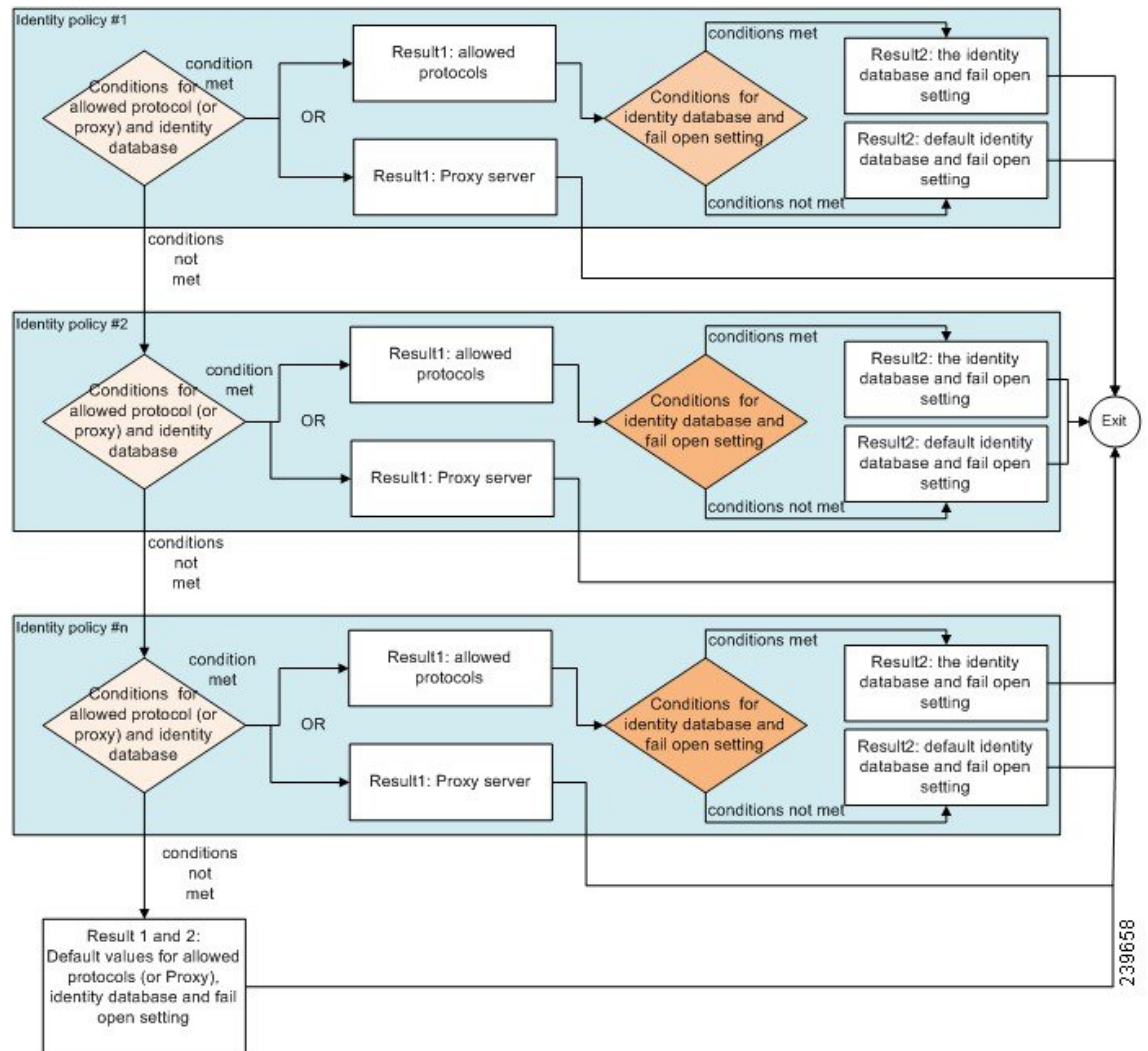 Identity policy #1
condition
met
Conditions for
allowed protocol (or
proxy) and identity
database
OR
Result1: allowed
protocols
Result1: Proxy server
conditions met
Conditions for
identity database and
fail open setting
conditions not met
Result2: the identity
database and fail open
setting
Result2: default identity
database and fail open
setting
conditions
not
met
Identity policy #2
condition
met
Conditions for
allowed protocol (or
proxy) and identity
database
OR
Result1: allowed
protocols
Result1: Proxy server
conditions met
Conditions for
identity database and
fail open setting
conditions not met
Result2: the identity
database and fail open
setting
Result2: default identity
database and fail open
setting
Exit
conditions
not
met
Identity policy #n
condition
met
Conditions for
allowed protocol (or
proxy) and identity
database
OR
Result1: allowed
protocols
Result1: Proxy server
conditions met
Conditions for
identity database and
fail open setting
conditions not met
Result2: the identity
database and fail open
setting
Result2: default identity
database and fail open
setting
conditions
not
met
Result 1 and 2:
Default values for allowed
protocols (or Proxy),
identity database and fail
open setting
239658